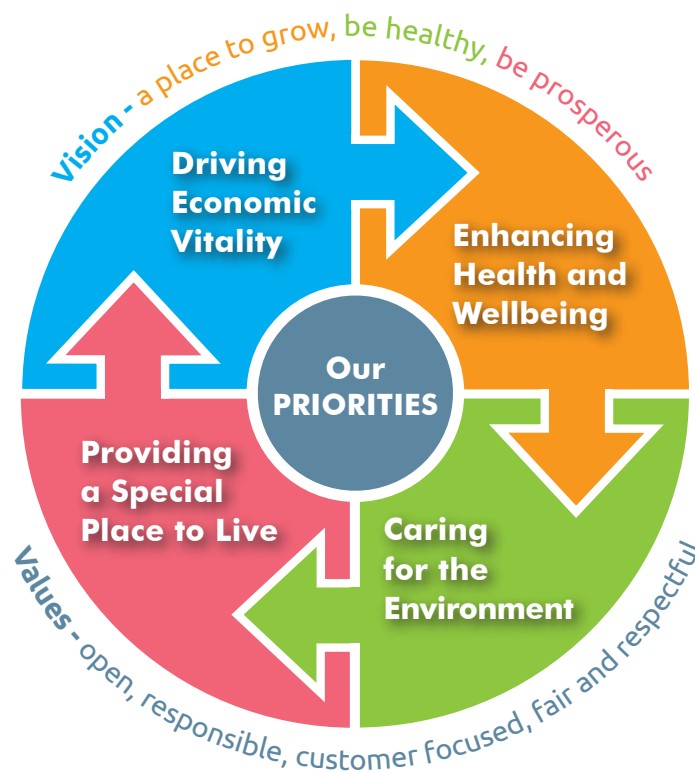 Vision - a place to grow, be healthy, be prosperous
Driving
Economic
Vitality
Enhancing
Health and
Wellbeing
Our
PRIORITIES
Providing
a Special
Place to Live
Caring
for the
Environment
Values - open, responsible, customer focused, fair and respectful